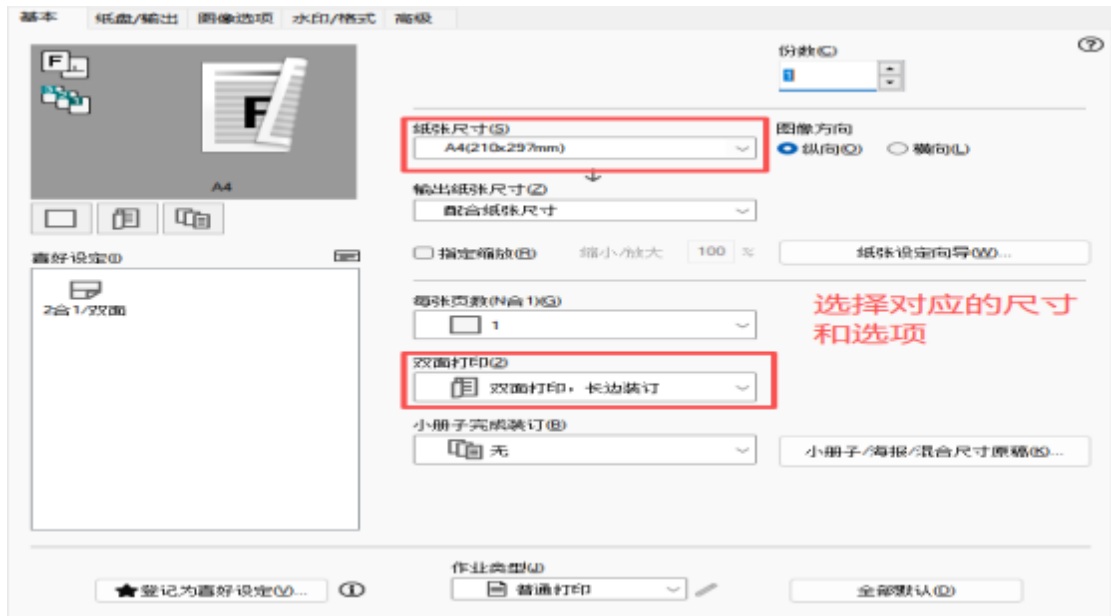 基本 纸盘/输出 图像选项 水印/格式 高级
份数(C)
1
纸张尺寸(S)
A4(210x297mm)
图像方向
纵向(O) 横向(L)
F
A4
输出纸张尺寸(Z)
配合纸张尺寸
指定缩放(R) 缩小/放大 100 %
纸张设定向导(W)...
喜好设定(I)
2合1/双面
每张页数(N合1)(G)
1
选择对应的尺寸
和选项
双面打印(2)
双面打印，长边装订
小册子完成装订(B)
无
小册子/海报/混合尺寸原稿(K)...
作业类型(J)
登记为喜好设定(V)...
普通打印
全部默认(D)